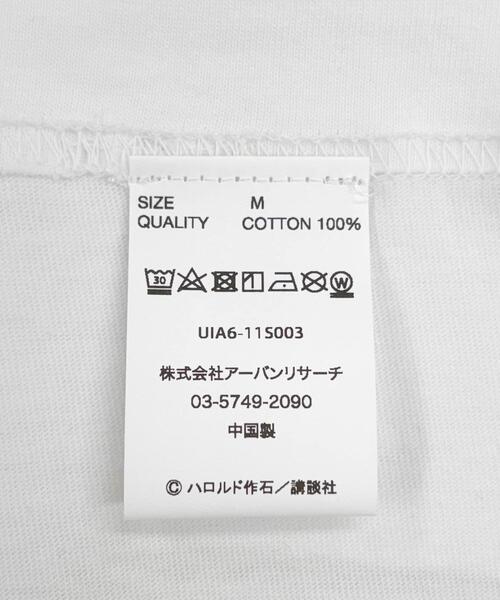 SIZE M
QUALITY COTTON 100%
30 W
UIA6-11S003
株式会社アーバンリサーチ
03-5749-2090
中国製
© ハロルド作石／講談社